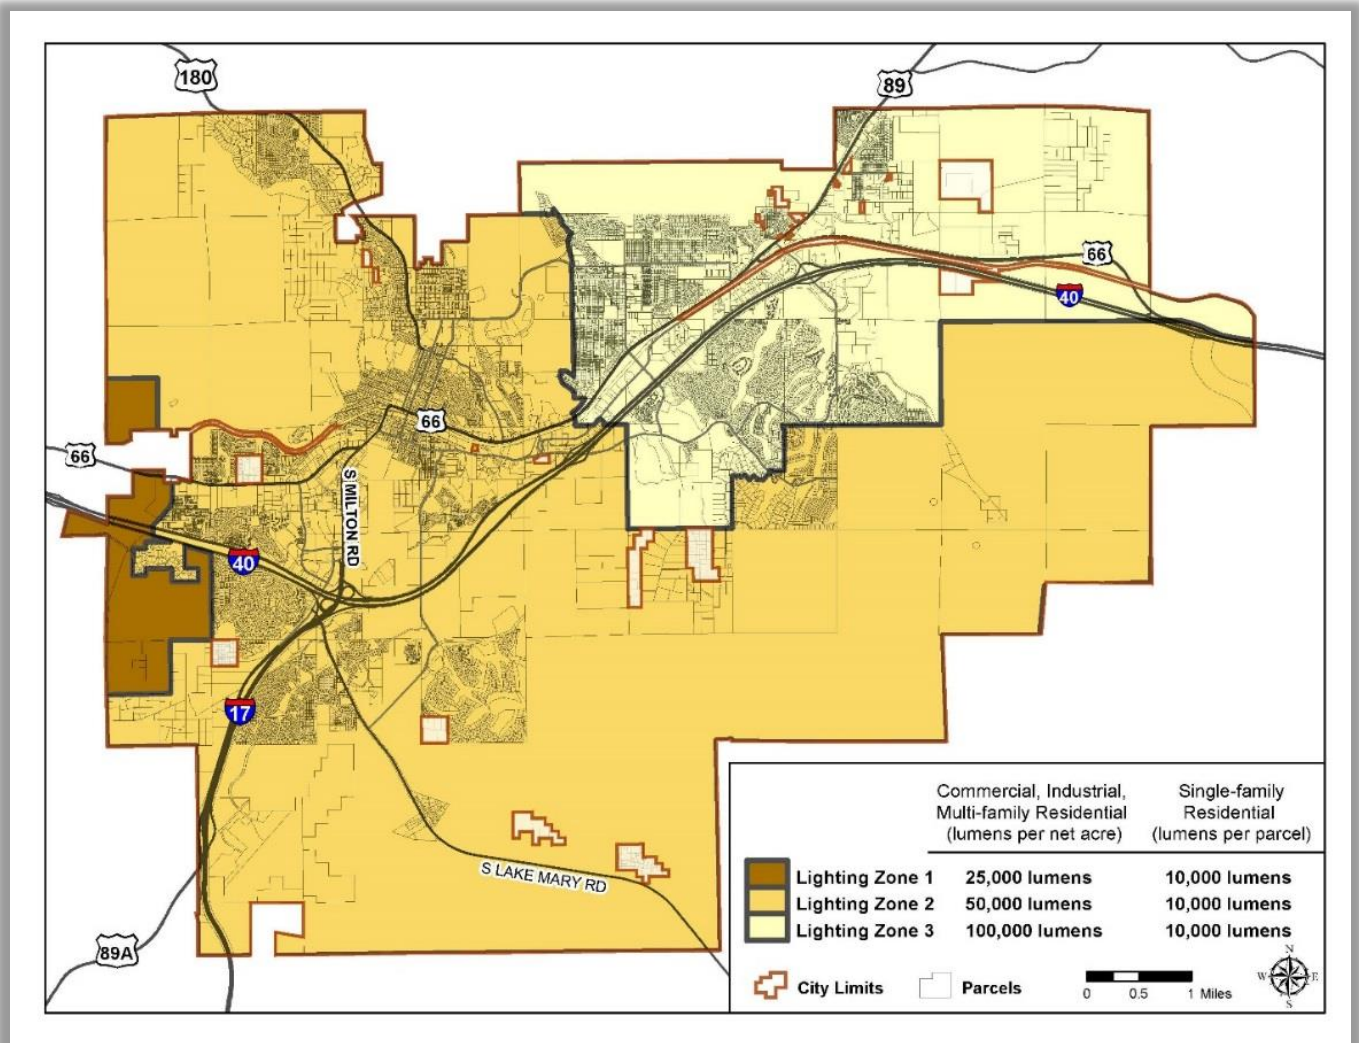 180
89
66
40
66
66
S MILTON RD
40
17
S LAKE MARY RD
89A
Commercial, Industrial,
Multi-family Residential
(lumens per net acre)
Single-family
Residential
(lumens per parcel)
Lighting Zone 1 25,000 lumens 10,000 lumens
Lighting Zone 2 50,000 lumens 10,000 lumens
Lighting Zone 3 100,000 lumens 10,000 lumens
City Limits
Parcels
0 0.5 1 Miles
N
W E
S